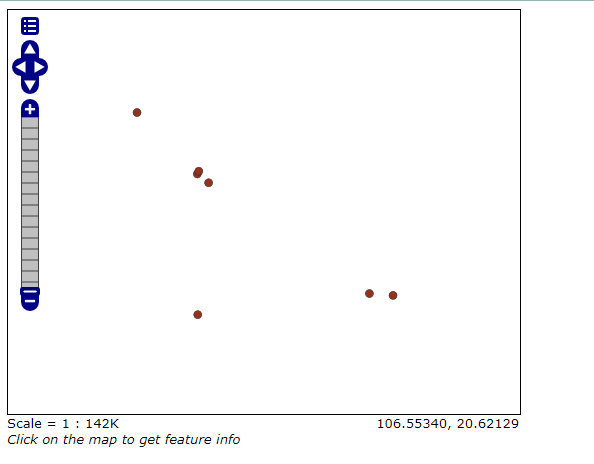 Scale = 1 : 142K
106.55340, 20.62129
Click on the map to get feature info